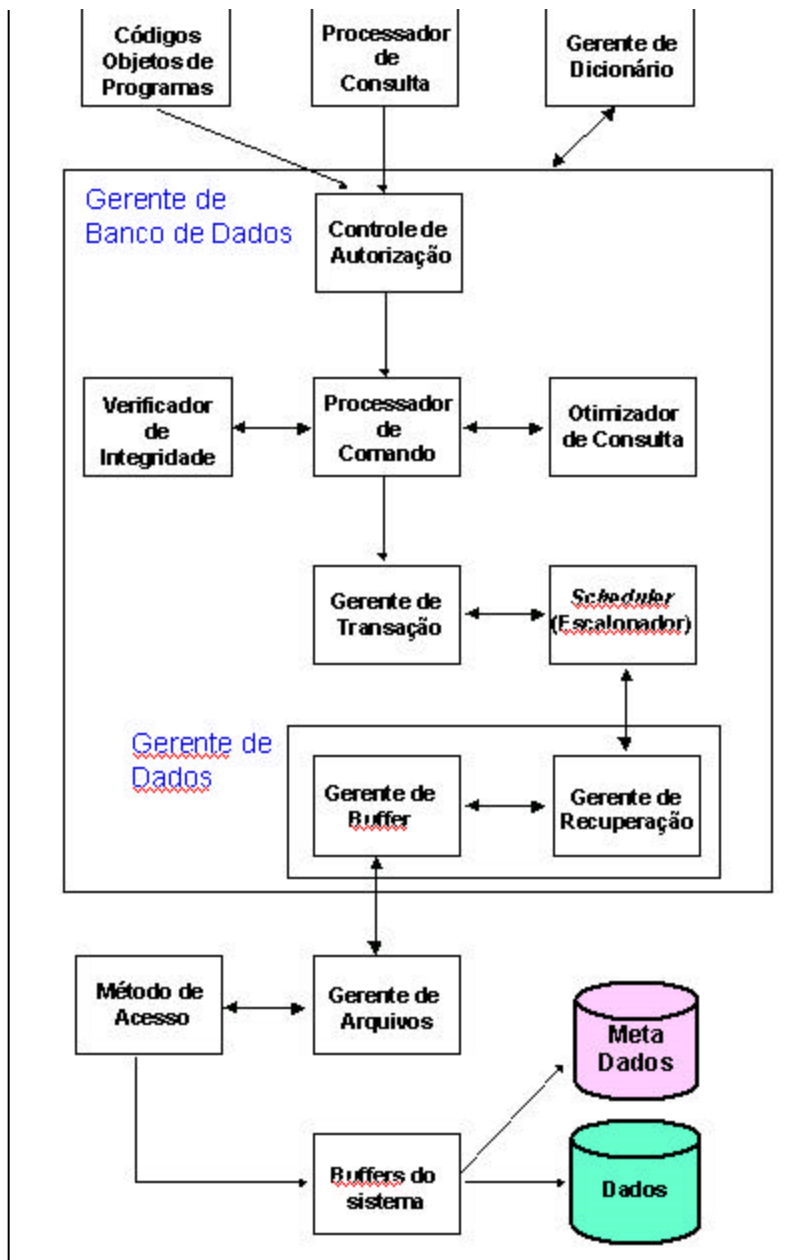 Códigos
Objetos de
Programas
Processador
de
Consulta
Gerente de
Dicionário
Gerente de
Banco de Dados
Controle de
Autorização
Verificador
de
Integridade
Processador
de
Comando
Otimizador
de Consulta
Gerente de
Transação
Scheduler
(Escalonador)
Gerente de
Dados
Gerente de
Buffer
Gerente de
Recuperação
Método de
Acesso
Gerente de
Arquivos
Meta
Dados
Buffers do
sistema
Dados